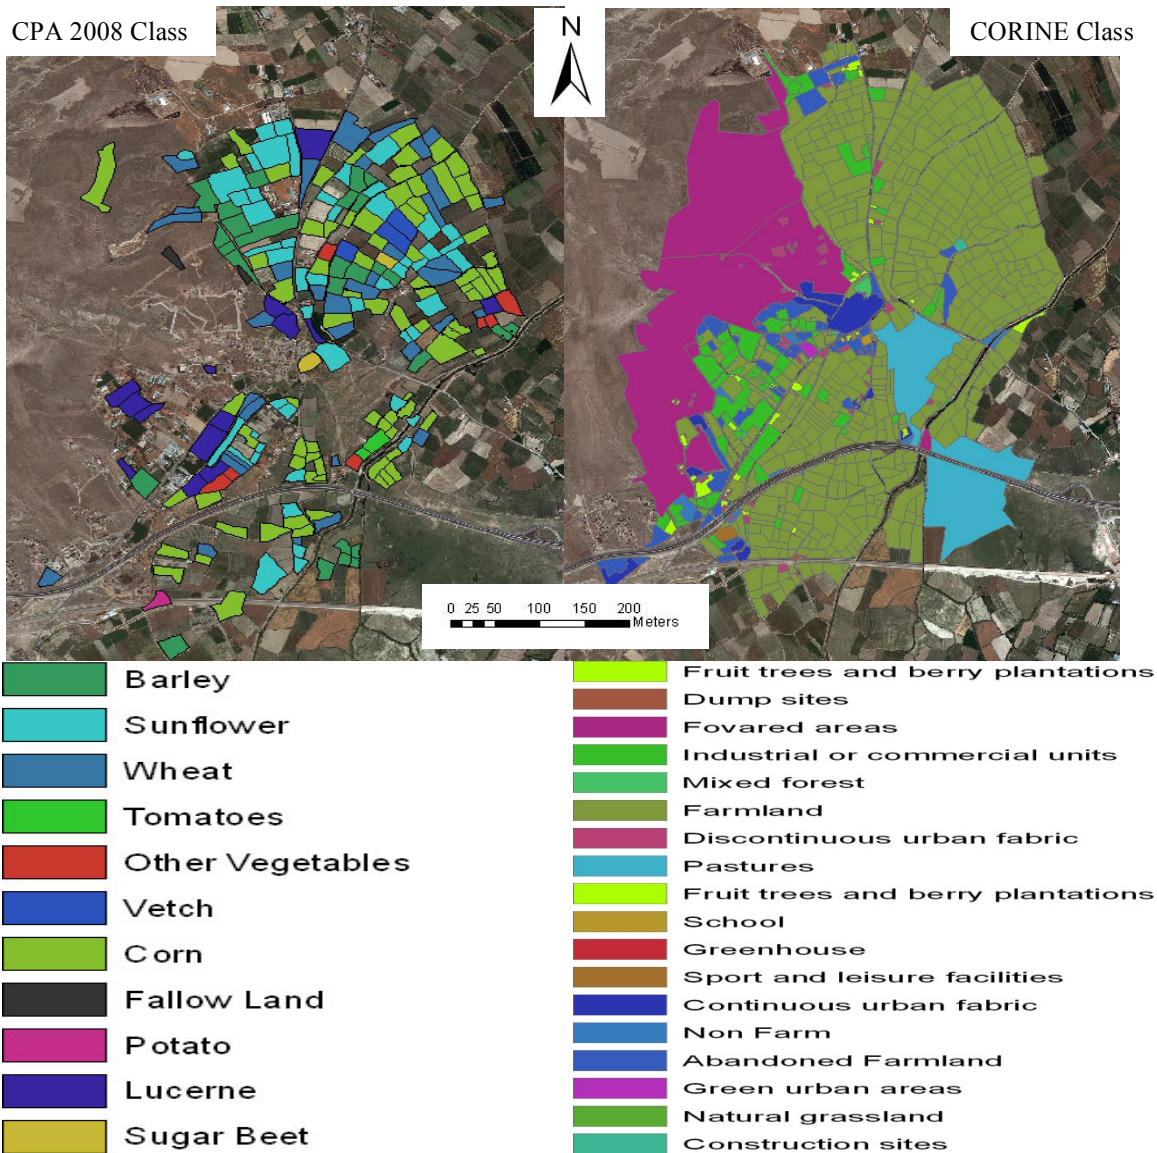 CPA 2008 Class
N
CORINE Class
0 25 50 100 150 200
Meters
Barley
Sunflower
Wheat
Tomatoes
Other Vegetables
Vetch
Corn
Fallow Land
Potato
Lucerne
Sugar Beet
Fruit trees and berry plantations
Dump sites
Fovared areas
Industrial or commercial units
Mixed forest
Farmland
Discontinuous urban fabric
Pastures
Fruit trees and berry plantations
School
Greenhouse
Sport and leisure facilities
Continuous urban fabric
Non Farm
Abandoned Farmland
Green urban areas
Natural grassland
Construction sites